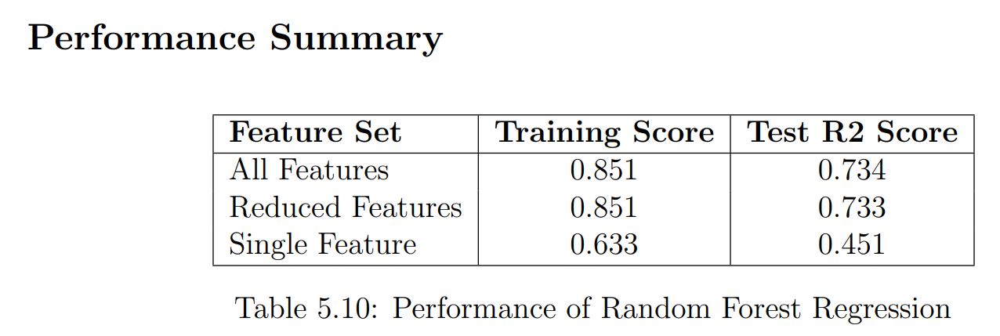 Performance Summary
Feature Set Training Score Test R2 Score
All Features 0.851 0.734
Reduced Features 0.851 0.733
Single Feature 0.633 0.451
Table 5.10: Performance of Random Forest Regression